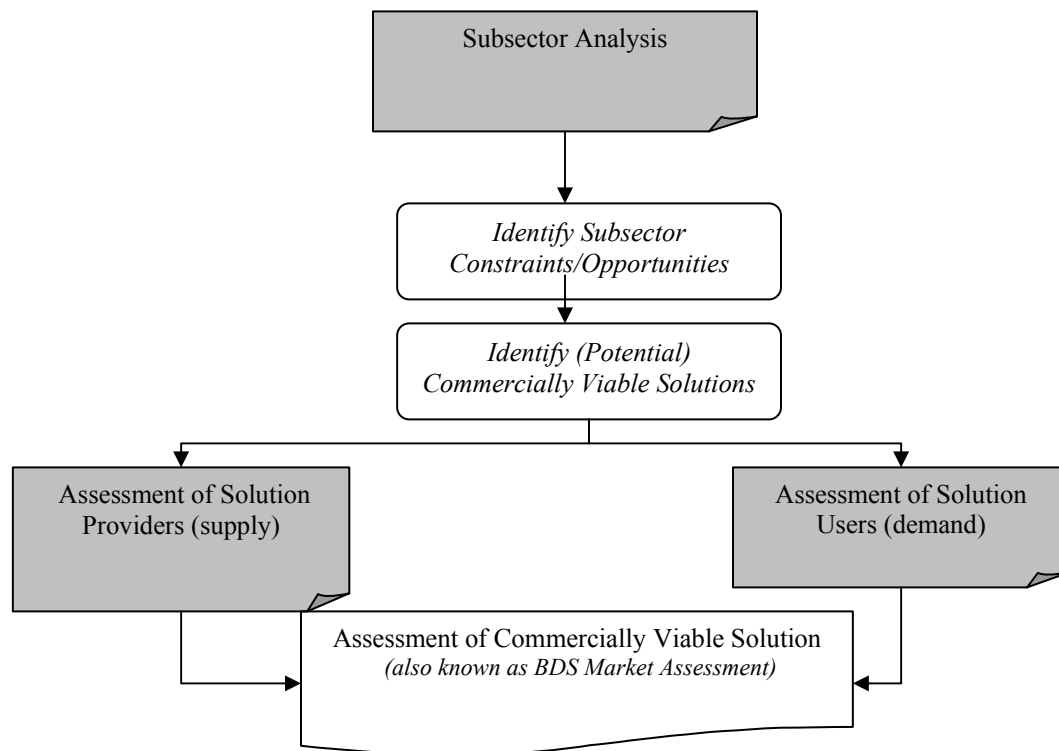 Subsector Analysis
Identify Subsector
Constraints/Opportunities
Identify (Potential)
Commercially Viable Solutions
Assessment of Solution
Providers (supply)
Assessment of Solution
Users (demand)
Assessment of Commercially Viable Solution
(also known as BDS Market Assessment)